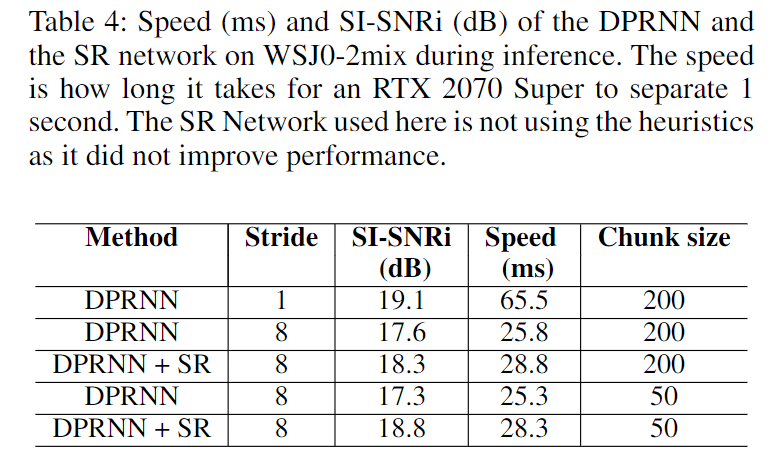 Table 4: Speed (ms) and SI-SNRi (dB) of the DPRNN and
the SR network on WSJ0-2mix during inference. The speed
is how long it takes for an RTX 2070 Super to separate 1
second. The SR Network used here is not using the heuristics
as it did not improve performance.
Method Stride SI-SNRi (dB) Speed (ms) Chunk size
DPRNN 1 19.1 65.5 200
DPRNN 8 17.6 25.8 200
DPRNN + SR 8 18.3 28.8 200
DPRNN 8 17.3 25.3 50
DPRNN + SR 8 18.8 28.3 50